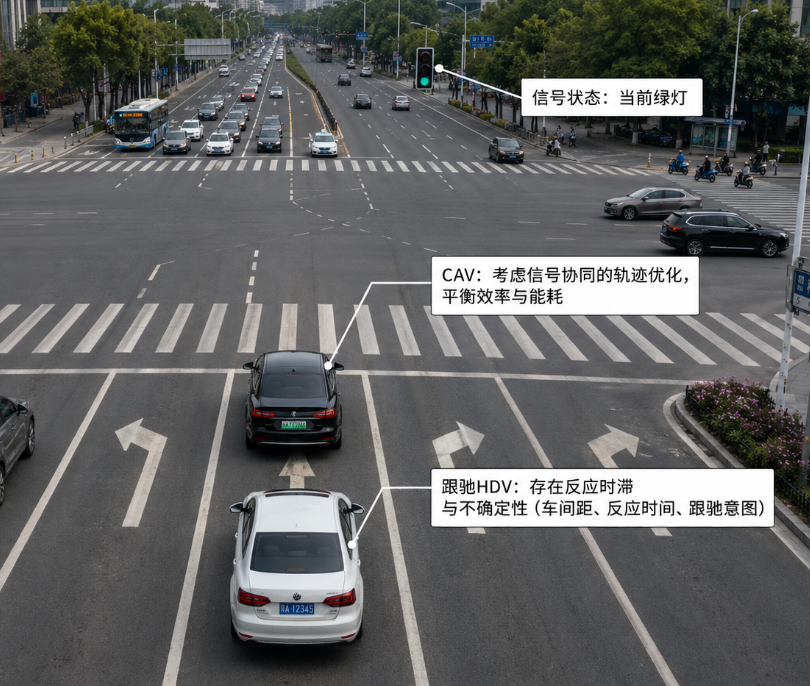 信号状态：当前绿灯
CAV：考虑信号协同的轨迹优化，
平衡效率与能耗
跟驰HDV：存在反应时滞
与不确定性（车间距、反应时间、跟驰意图）
A 12345